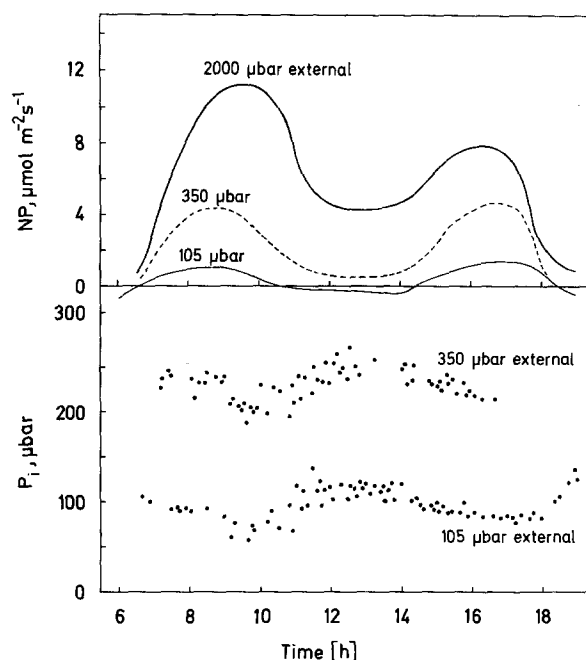 12
8
4
0
NP, µmol m⁻²s⁻¹
2000 µbar external
350 µbar
105 µbar
300
200
100
0
Pᵢ, µbar
350 µbar external
105 µbar external
6 8 10 12 14 16 18
Time [h]